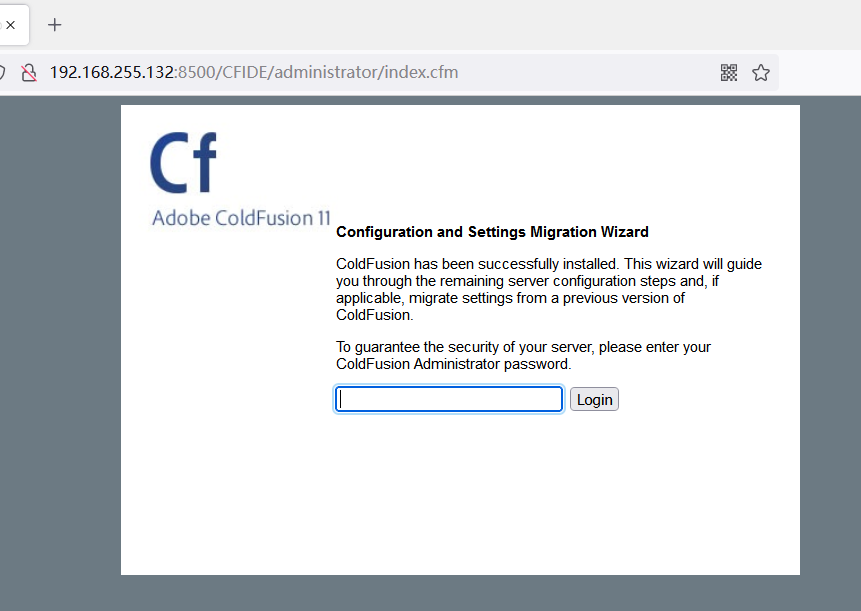 192.168.255.132:8500/CFIDE/administrator/index.cfm
Cf
Adobe ColdFusion 11
Configuration and Settings Migration Wizard
ColdFusion has been successfully installed. This wizard will guide
you through the remaining server configuration steps and, if
applicable, migrate settings from a previous version of
ColdFusion.
To guarantee the security of your server, please enter your
ColdFusion Administrator password.
Login